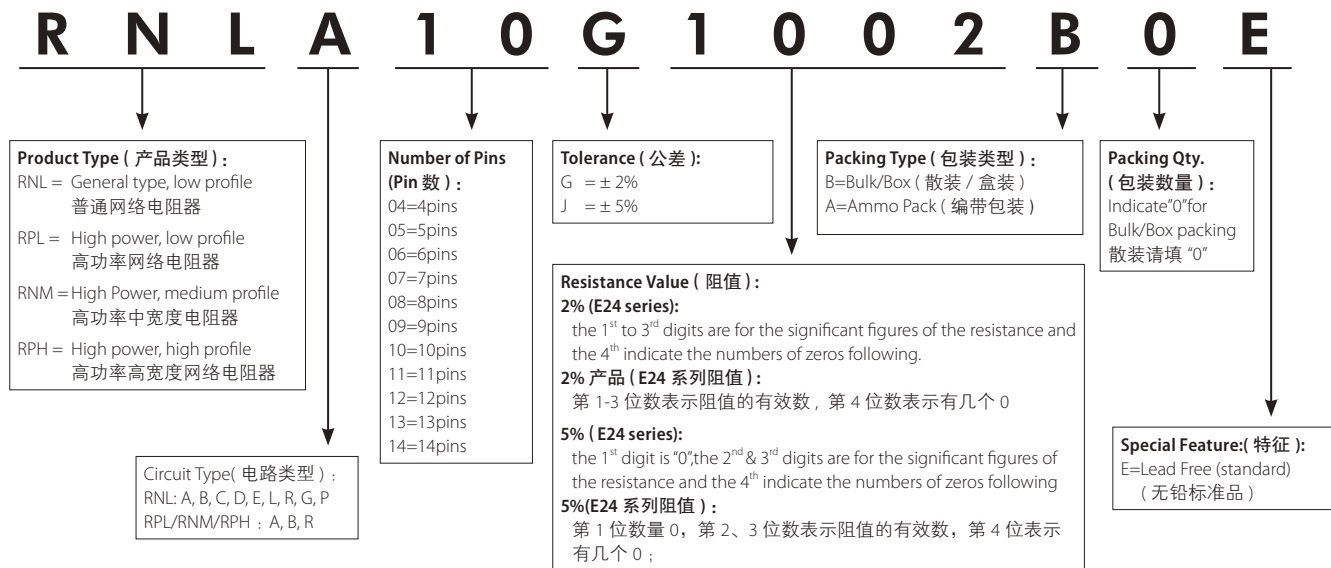 R N L A 1 0 G 1 0 0 2 B 0 E
Product Type ( 产品类型 ) :
RNL = General type, low profile
普通网络电阻器
RPL = High power, low profile
高功率网络电阻器
RNM = High Power, medium profile
高功率中宽度电阻器
RPH = High power, high profile
高功率高宽度网络电阻器
Circuit Type( 电路类型 ) :
RNL: A, B, C, D, E, L, R, G, P
RPL/RNM/RPH : A, B, R
Number of Pins
(Pin 数 ) :
04=4pins
05=5pins
06=6pins
07=7pins
08=8pins
09=9pins
10=10pins
11=11pins
12=12pins
13=13pins
14=14pins
Tolerance ( 公差 ):
G = ± 2%
J = ± 5%
Resistance Value ( 阻值 ) :
2% (E24 series):
the 1st to 3rd digits are for the significant figures of the resistance and
the 4th indicate the numbers of zeros following.
2% 产品 ( E24 系列阻值 ) :
第 1-3 位数表示阻值的有效数 , 第 4 位数表示有几个 0
5% ( E24 series):
the 1st digit is "0",the 2nd & 3rd digits are for the significant figures of
the resistance and the 4th indicate the numbers of zeros following
5%(E24 系列阻值 ) :
第 1 位数量 0，第 2、3 位数表示阻值的有效数，第 4 位表示
有几个 0 ;
Packing Type ( 包装类型 ) :
B=Bulk/Box ( 散装 / 盒装 )
A=Ammo Pack ( 编带包装 )
Packing Qty.
( 包装数量 ) :
Indicate"0"for
Bulk/Box packing
散装请填 "0"
Special Feature:( 特征 ):
E=Lead Free (standard)
( 无铅标准品 )